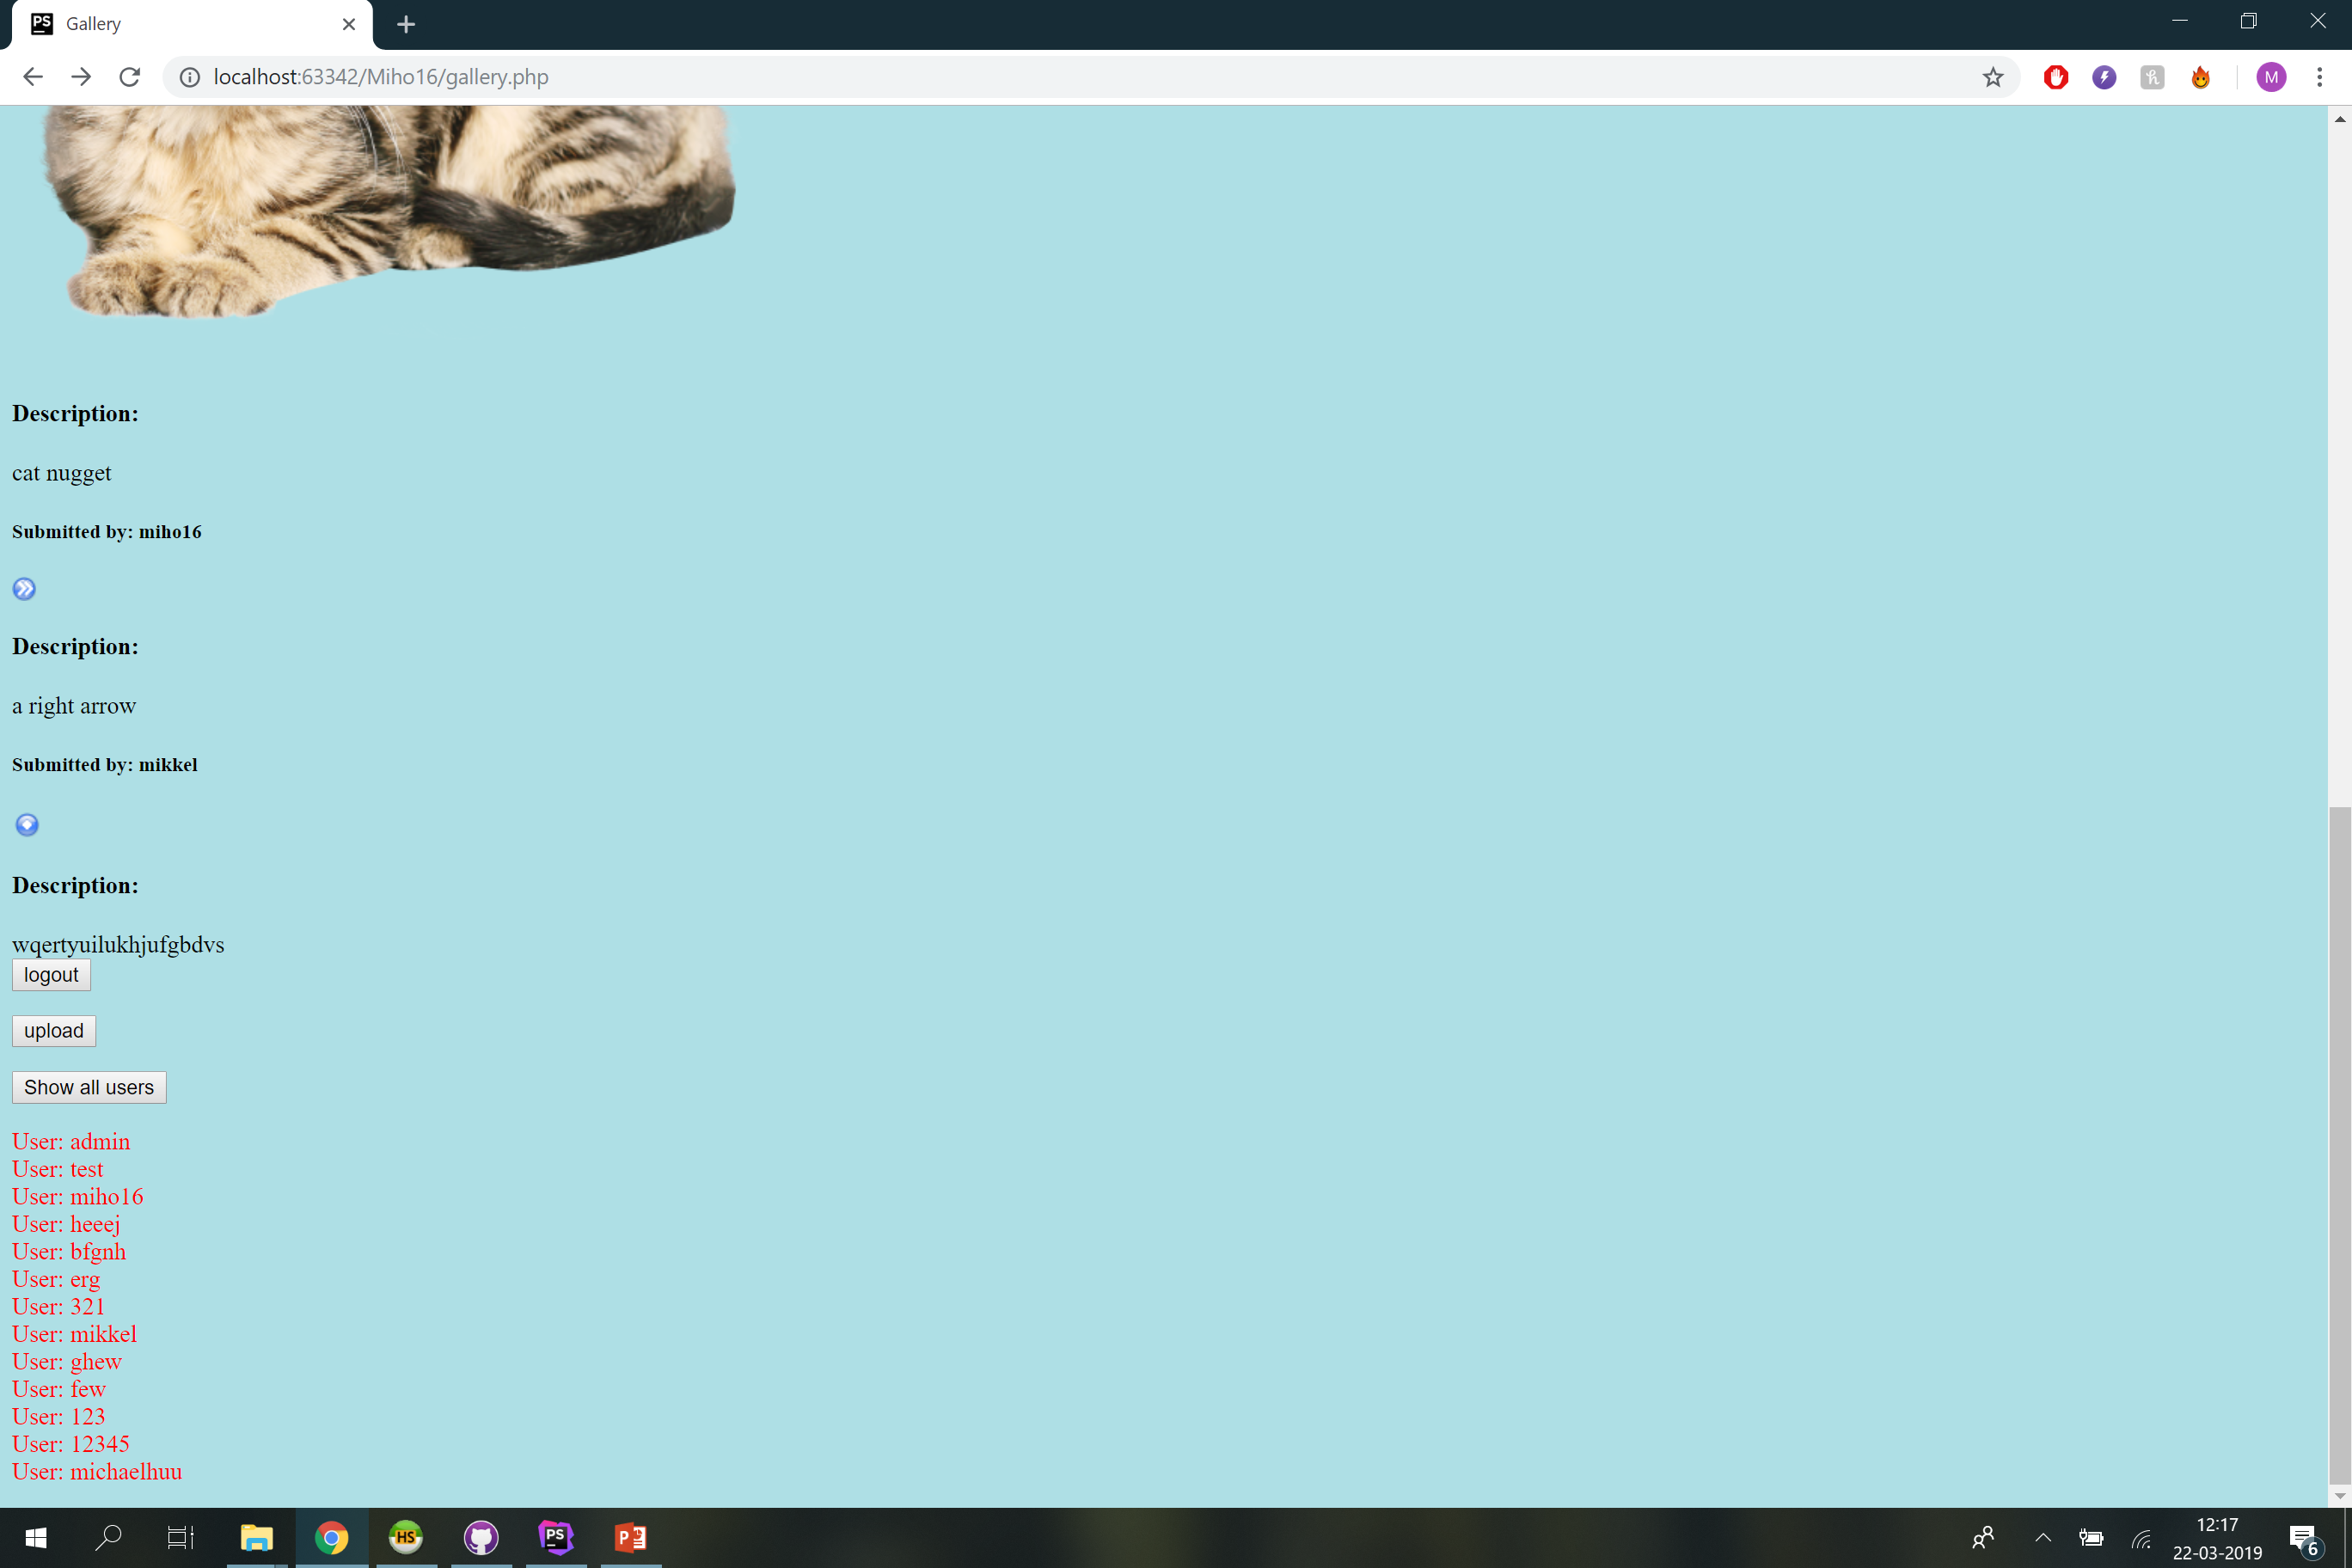 PS Gallery
localhost:63342/Miho16/gallery.php
M
Description:
cat nugget
Submitted by: miho16
Description:
a right arrow
Submitted by: mikkel
Description:
wqertyuilukhjufgbdvs
logout
upload
Show all users
User: admin
User: test
User: miho16
User: heeej
User: bfgnh
User: erg
User: 321
User: mikkel
User: ghew
User: few
User: 123
User: 12345
User: michaelhuu
HS
PS
P
12:17
22-03-2019
6